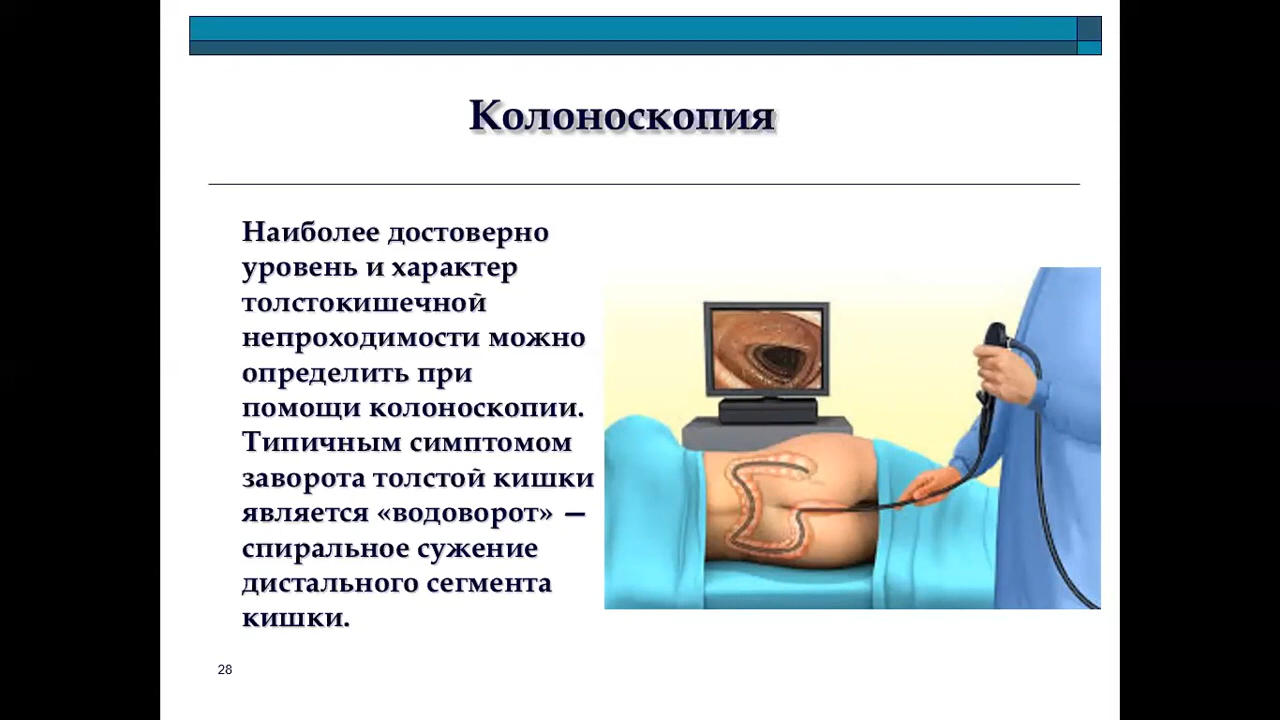 Колоноскопия
Наиболее достоверно
уровень и характер
толстокишечной
непроходимости можно
определить при
помощи колоноскопии.
Типичным симптомом
заворота толстой кишки
является «водоворот» —
спиральное сужение
дистального сегмента
кишки.
28